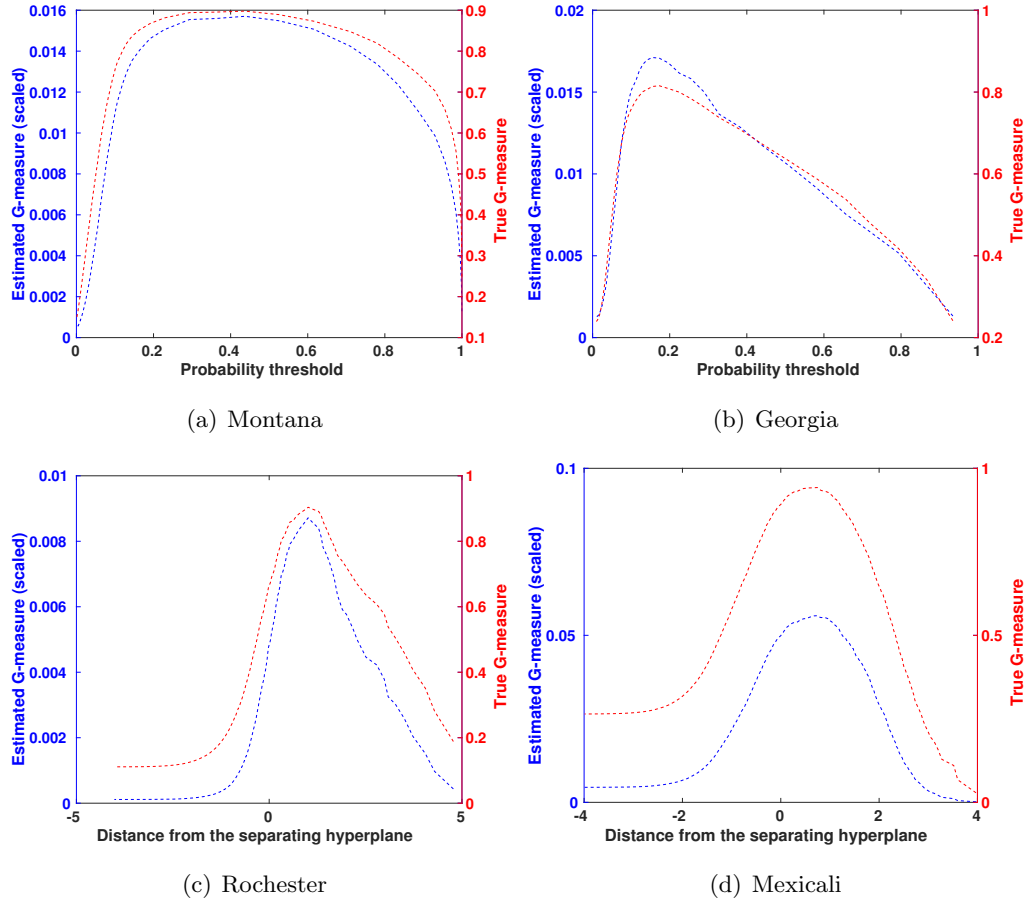 0.016
0.014
0.012
0.01
0.008
0.006
0.004
0.002
0
Estimated G-measure (scaled)
0.9
0.8
0.7
0.6
0.5
0.4
0.3
0.2
0.1
True G-measure
0 0.2 0.4 0.6 0.8 1
Probability threshold
(a) Montana
0.02
0.015
0.01
0.005
0
Estimated G-measure (scaled)
1
0.8
0.6
0.4
0.2
True G-measure
0 0.2 0.4 0.6 0.8 1
Probability threshold
(b) Georgia
0.01
0.008
0.006
0.004
0.002
0
Estimated G-measure (scaled)
1
0.8
0.6
0.4
0.2
0
True G-measure
-5 0 5
Distance from the separating hyperplane
(c) Rochester
0.1
0.05
0
Estimated G-measure (scaled)
1
0.5
0
True G-measure
-4 -2 0 2 4
Distance from the separating hyperplane
(d) Mexicali